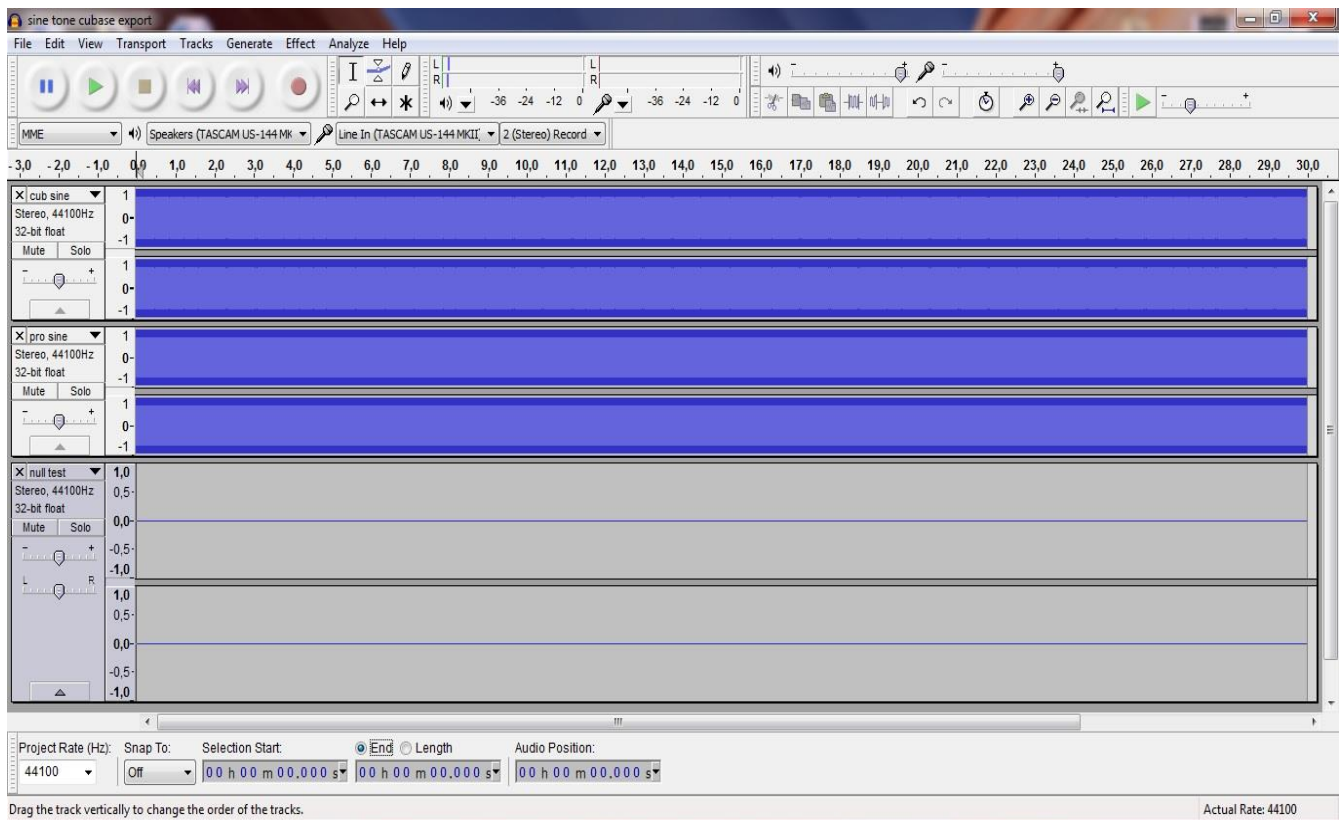 sine tone cubase export
File Edit View Transport Tracks Generate Effect Analyze Help
L
R
L
R
-36 -24 -12 0
-36 -24 -12 0
MME
Speakers (TASCAM US-144 MK
Line In (TASCAM US-144 MKII)
2 (Stereo) Record
-3,0 -2,0 -1,0 0,0 1,0 2,0 3,0 4,0 5,0 6,0 7,0 8,0 9,0 10,0 11,0 12,0 13,0 14,0 15,0 16,0 17,0 18,0 19,0 20,0 21,0 22,0 23,0 24,0 25,0 26,0 27,0 28,0 29,0 30,0
X cub sine
Stereo, 44100Hz
32-bit float
Mute Solo
- +
1
0-
-1
1
0-
-1
X pro sine
Stereo, 44100Hz
32-bit float
Mute Solo
- +
1
0-
-1
1
0-
-1
X null test
Stereo, 44100Hz
32-bit float
Mute Solo
- +
L R
1,0
0,5-
0,0-
-0,5-
-1,0
1,0
0,5-
0,0-
-0,5-
-1,0
Project Rate (Hz): Snap To: Selection Start: End Length Audio Position:
44100 Off 00 h 00 m 00.000 s 00 h 00 m 00.000 s 00 h 00 m 00.000 s
Drag the track vertically to change the order of the tracks. Actual Rate: 44100